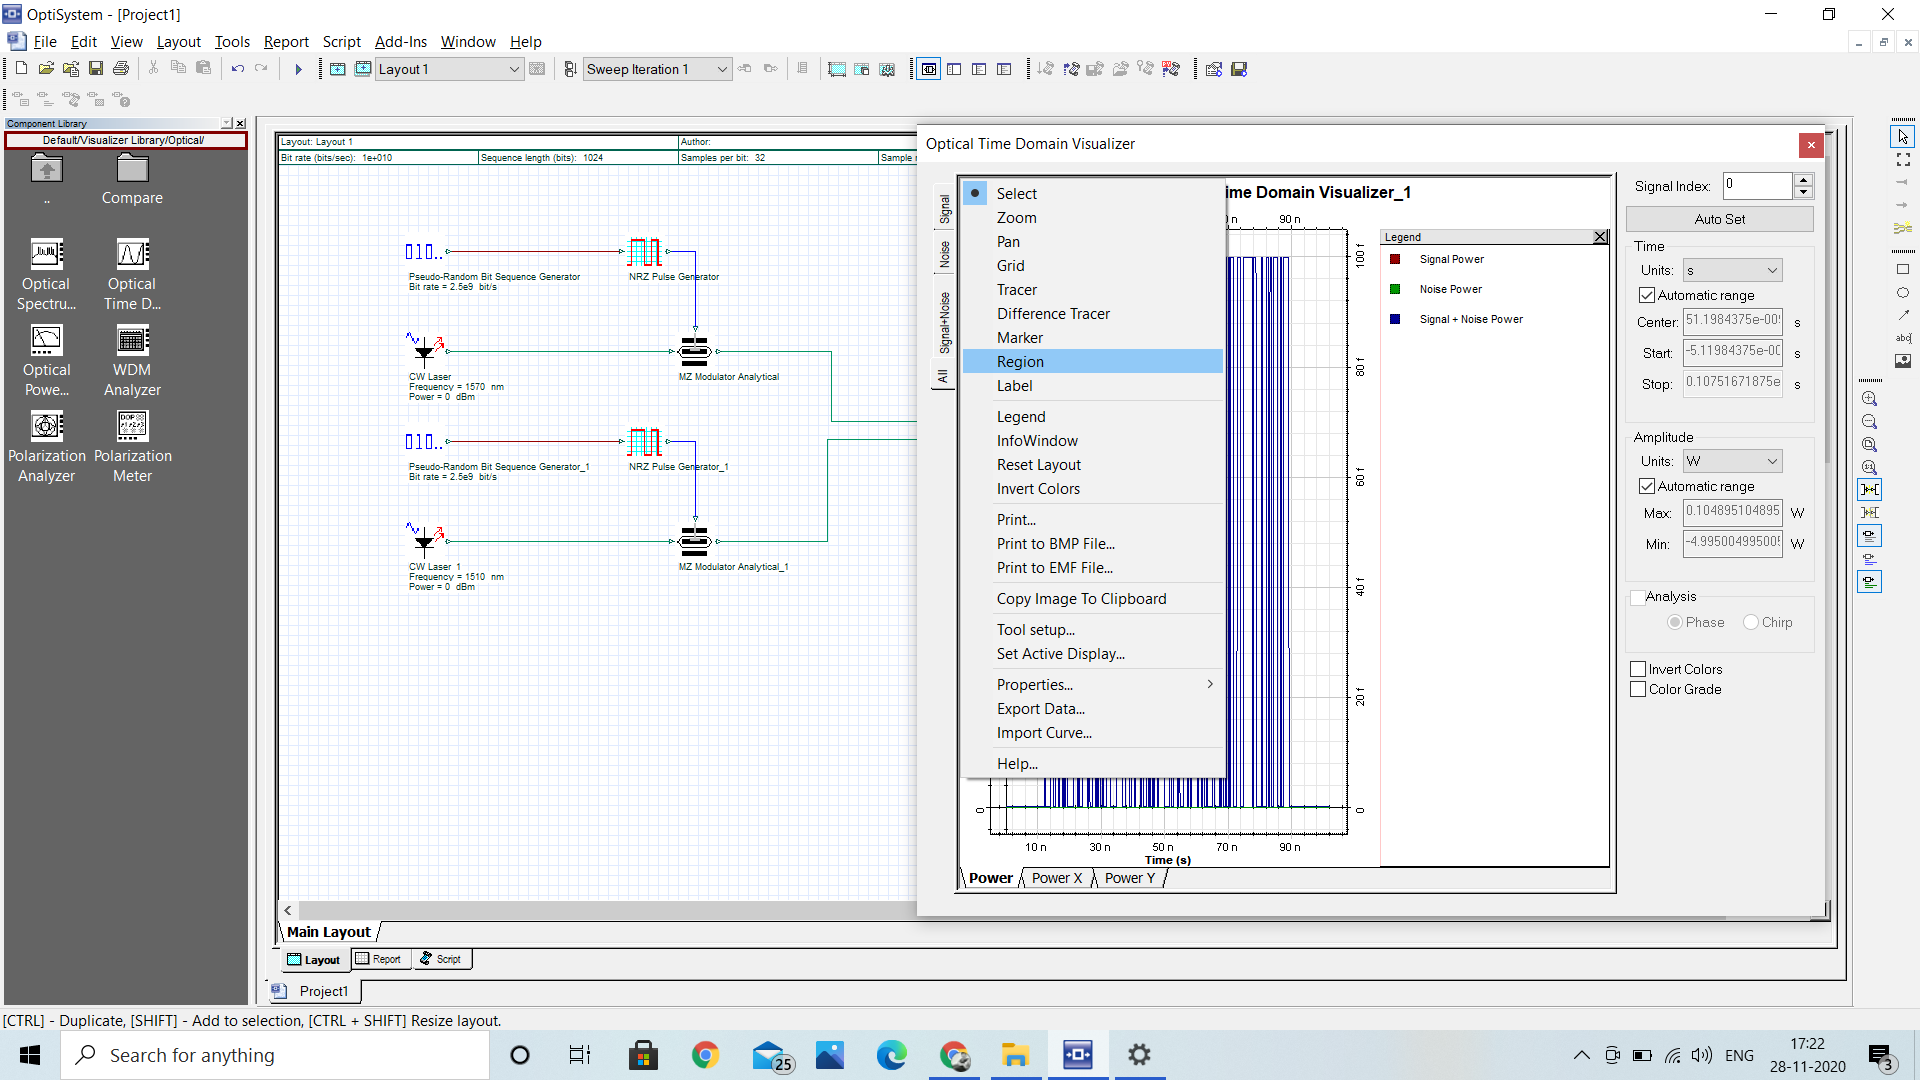 OptiSystem - [Project1]
File Edit View Layout Tools Report Script Add-Ins Window Help
Layout 1
Sweep Iteration 1
Component Library
Default/Visualizer Library/Optical/
..
Compare
Optical Spectru...
Optical Time D...
Optical Powe...
WDM Analyzer
Polarization Analyzer
Polarization Meter
Layout: Layout 1
Author:
Bit rate (bits/sec): 1e+010
Sequence length (bits): 1024
Samples per bit: 32
Pseudo-Random Bit Sequence Generator
Bit rate = 2.5e9 bit/s
NRZ Pulse Generator
CW Laser
Frequency = 1570 nm
Power = 0 dBm
MZ Modulator Analytical
Pseudo-Random Bit Sequence Generator_1
Bit rate = 2.5e9 bit/s
NRZ Pulse Generator_1
CW Laser 1
Frequency = 1510 nm
Power = 0 dBm
MZ Modulator Analytical_1
Optical Time Domain Visualizer
Signal
Noise
Signal+Noise
All
Select
Zoom
Pan
Grid
Tracer
Difference Tracer
Marker
Region
Label
Legend
InfoWindow
Reset Layout
Invert Colors
Print...
Print to BMP File...
Print to EMF File...
Copy Image To Clipboard
Tool setup...
Set Active Display...
Properties...
Export Data...
Import Curve...
Help...
ime Domain Visualizer_1
90 n
100 f
80 f
60 f
40 f
20 f
0
0
10 n 30 n 50 n 70 n 90 n
Time (s)
Power Power X Power Y
Legend
Signal Power
Noise Power
Signal + Noise Power
Signal Index: 0
Auto Set
Time
Units: s
Automatic range
Center: 51.1984375e-00 s
Start: -5.11984375e-00 s
Stop: 0.10751671875e s
Amplitude
Units: W
Automatic range
Max: 0.104895104895 W
Min: -4.99500499500 W
Analysis
Phase Chirp
Invert Colors
Color Grade
Main Layout
Layout Report Script
Project1
[CTRL] - Duplicate, [SHIFT] - Add to selection, [CTRL + SHIFT] Resize layout.
Search for anything
25
ENG
17:22
28-11-2020
3